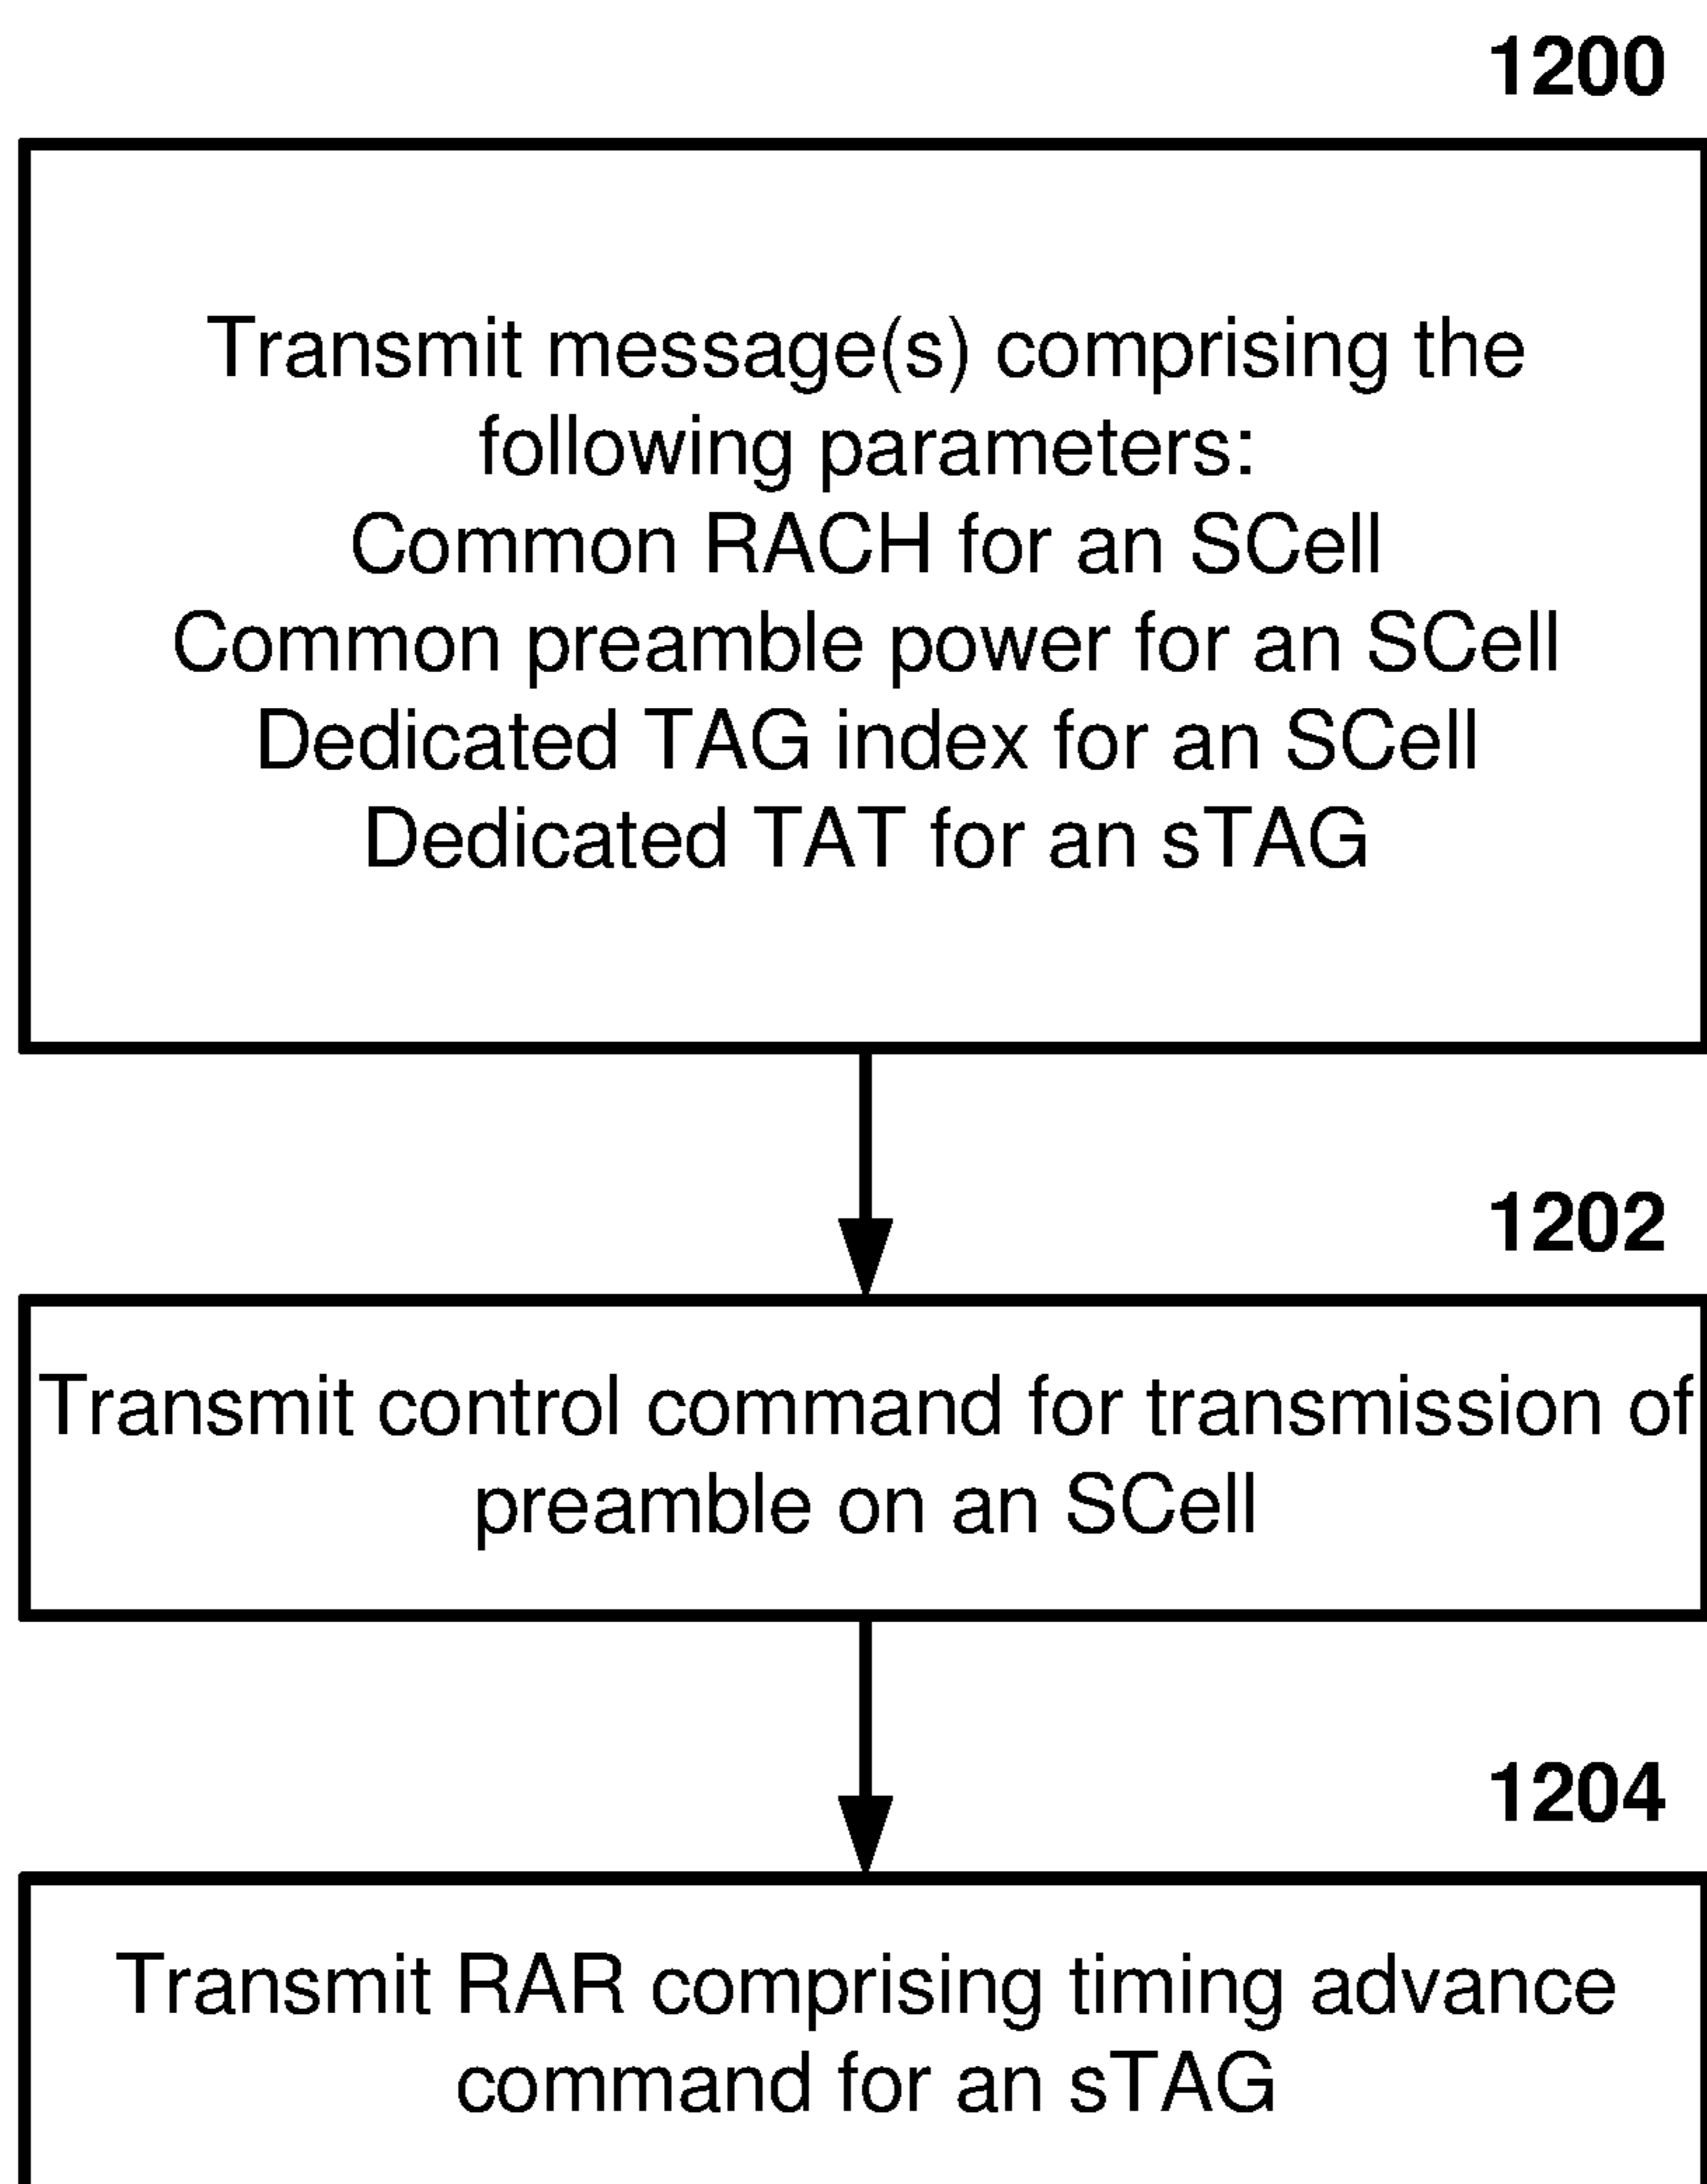 1200
Transmit message(s) comprising the
following parameters:
Common RACH for an SCell
Common preamble power for an SCell
Dedicated TAG index for an SCell
Dedicated TAT for an sTAG
1202
Transmit control command for transmission of
preamble on an SCell
1204
Transmit RAR comprising timing advance
command for an sTAG